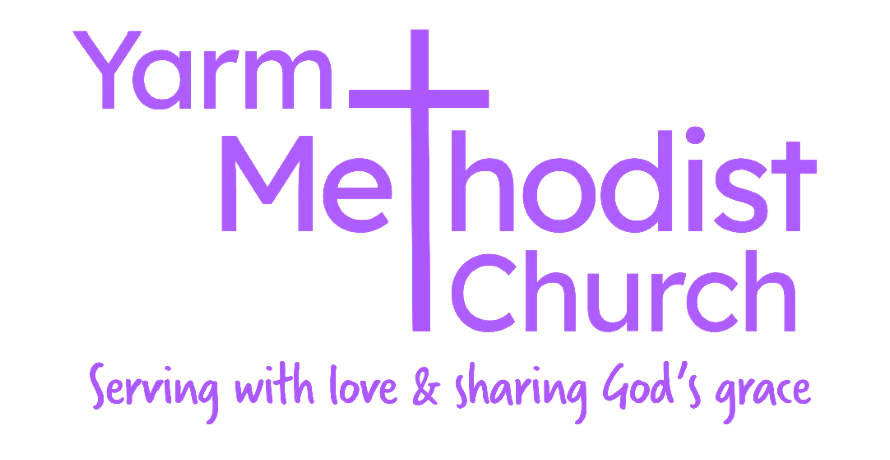 Yarm
Methodist
Church
Serving with love & sharing God's grace